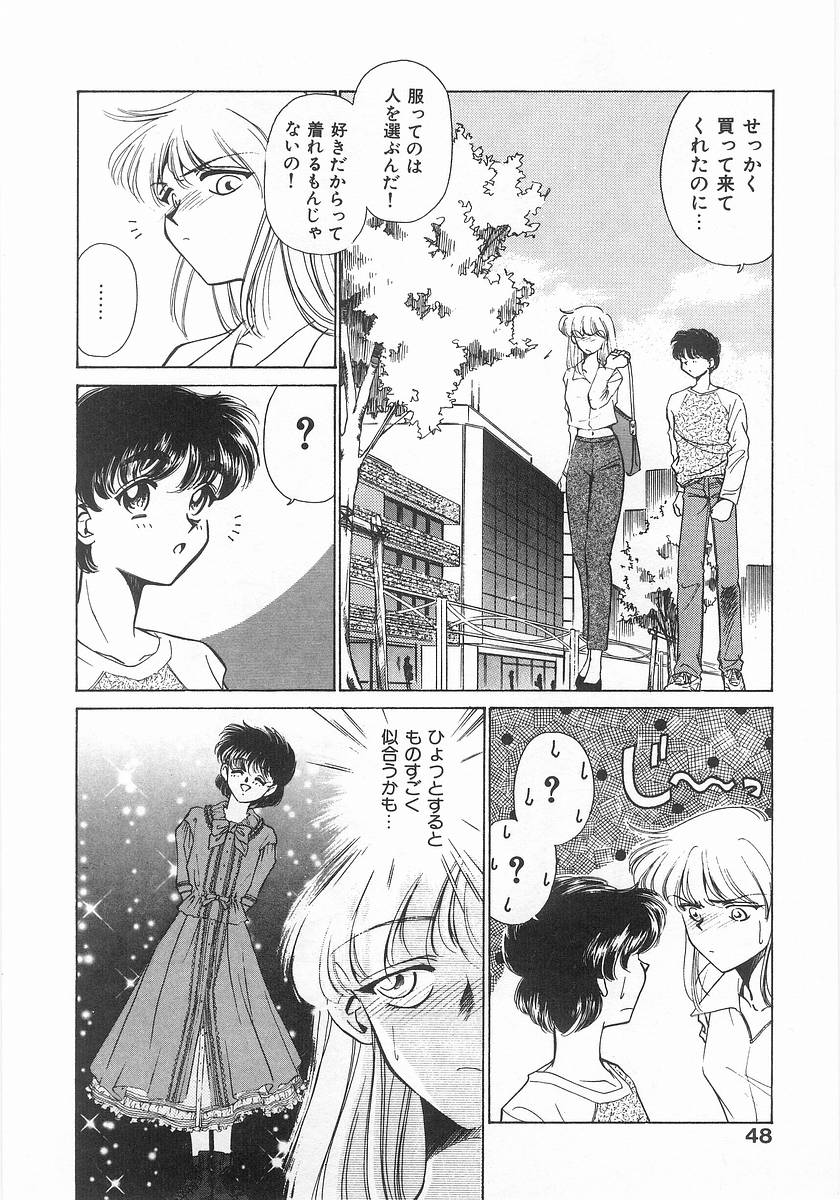 せっかく
買って来て
くれたのに…
服ってのは
人を選ぶんだ！
好きだからって
着れるもんじゃ
ないの！
……
？
じ〜〜っ
？
？
ひょっとすると
ものすごく
似合うかも…
48